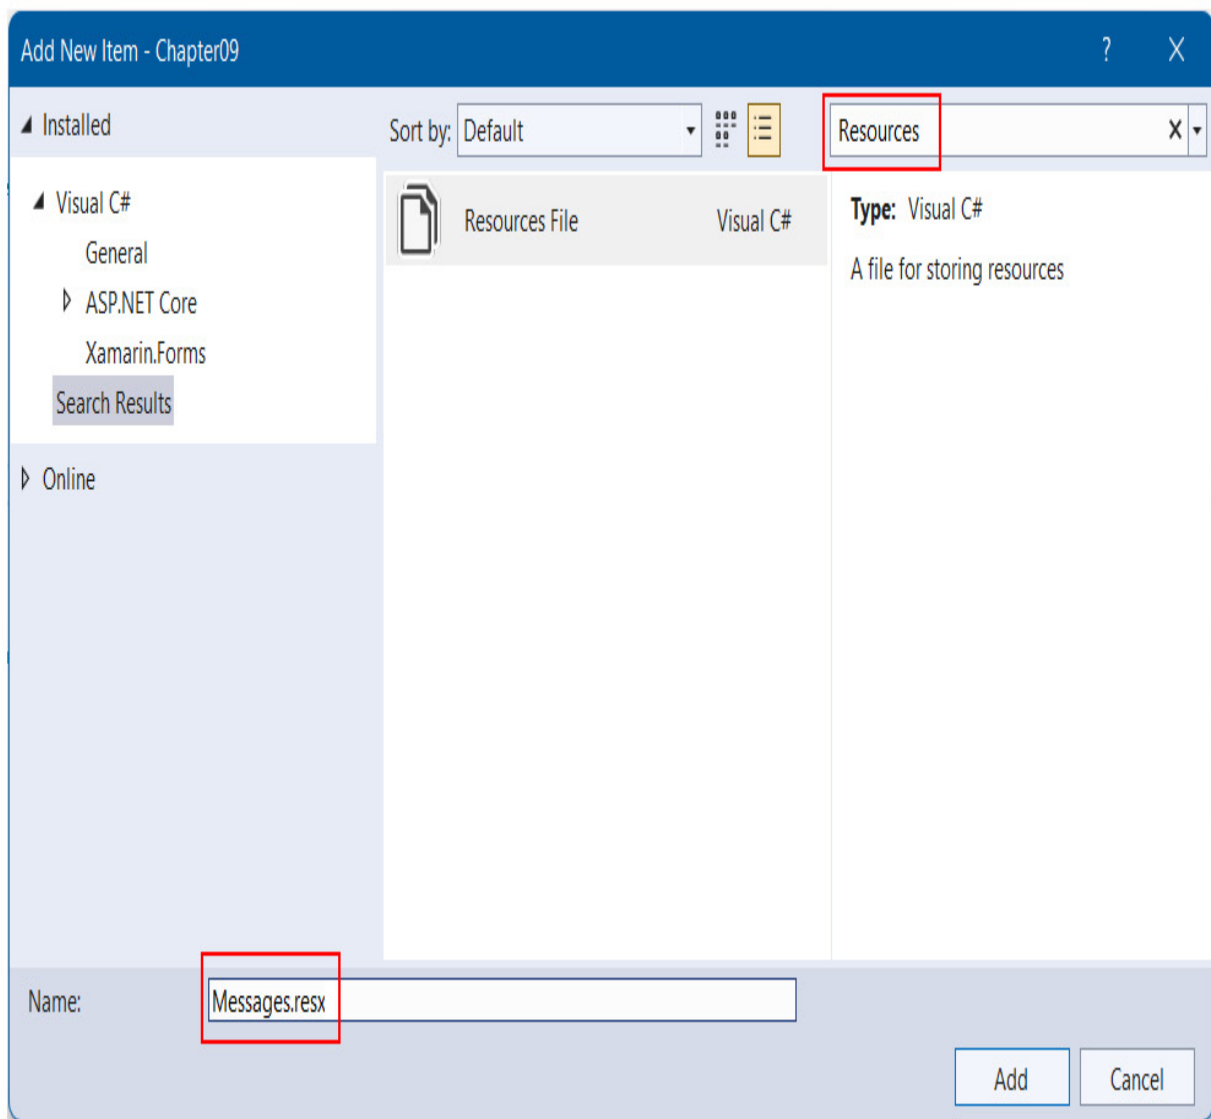 Add New Item - Chapter09 ?
Installed
Sort by: Default
Resources
Visual C#
General
ASP.NET Core
Xamarin.Forms
Search Results
Online
Resources File Visual C#
Type: Visual C#
A file for storing resources
Name: Messages.resx
Add Cancel